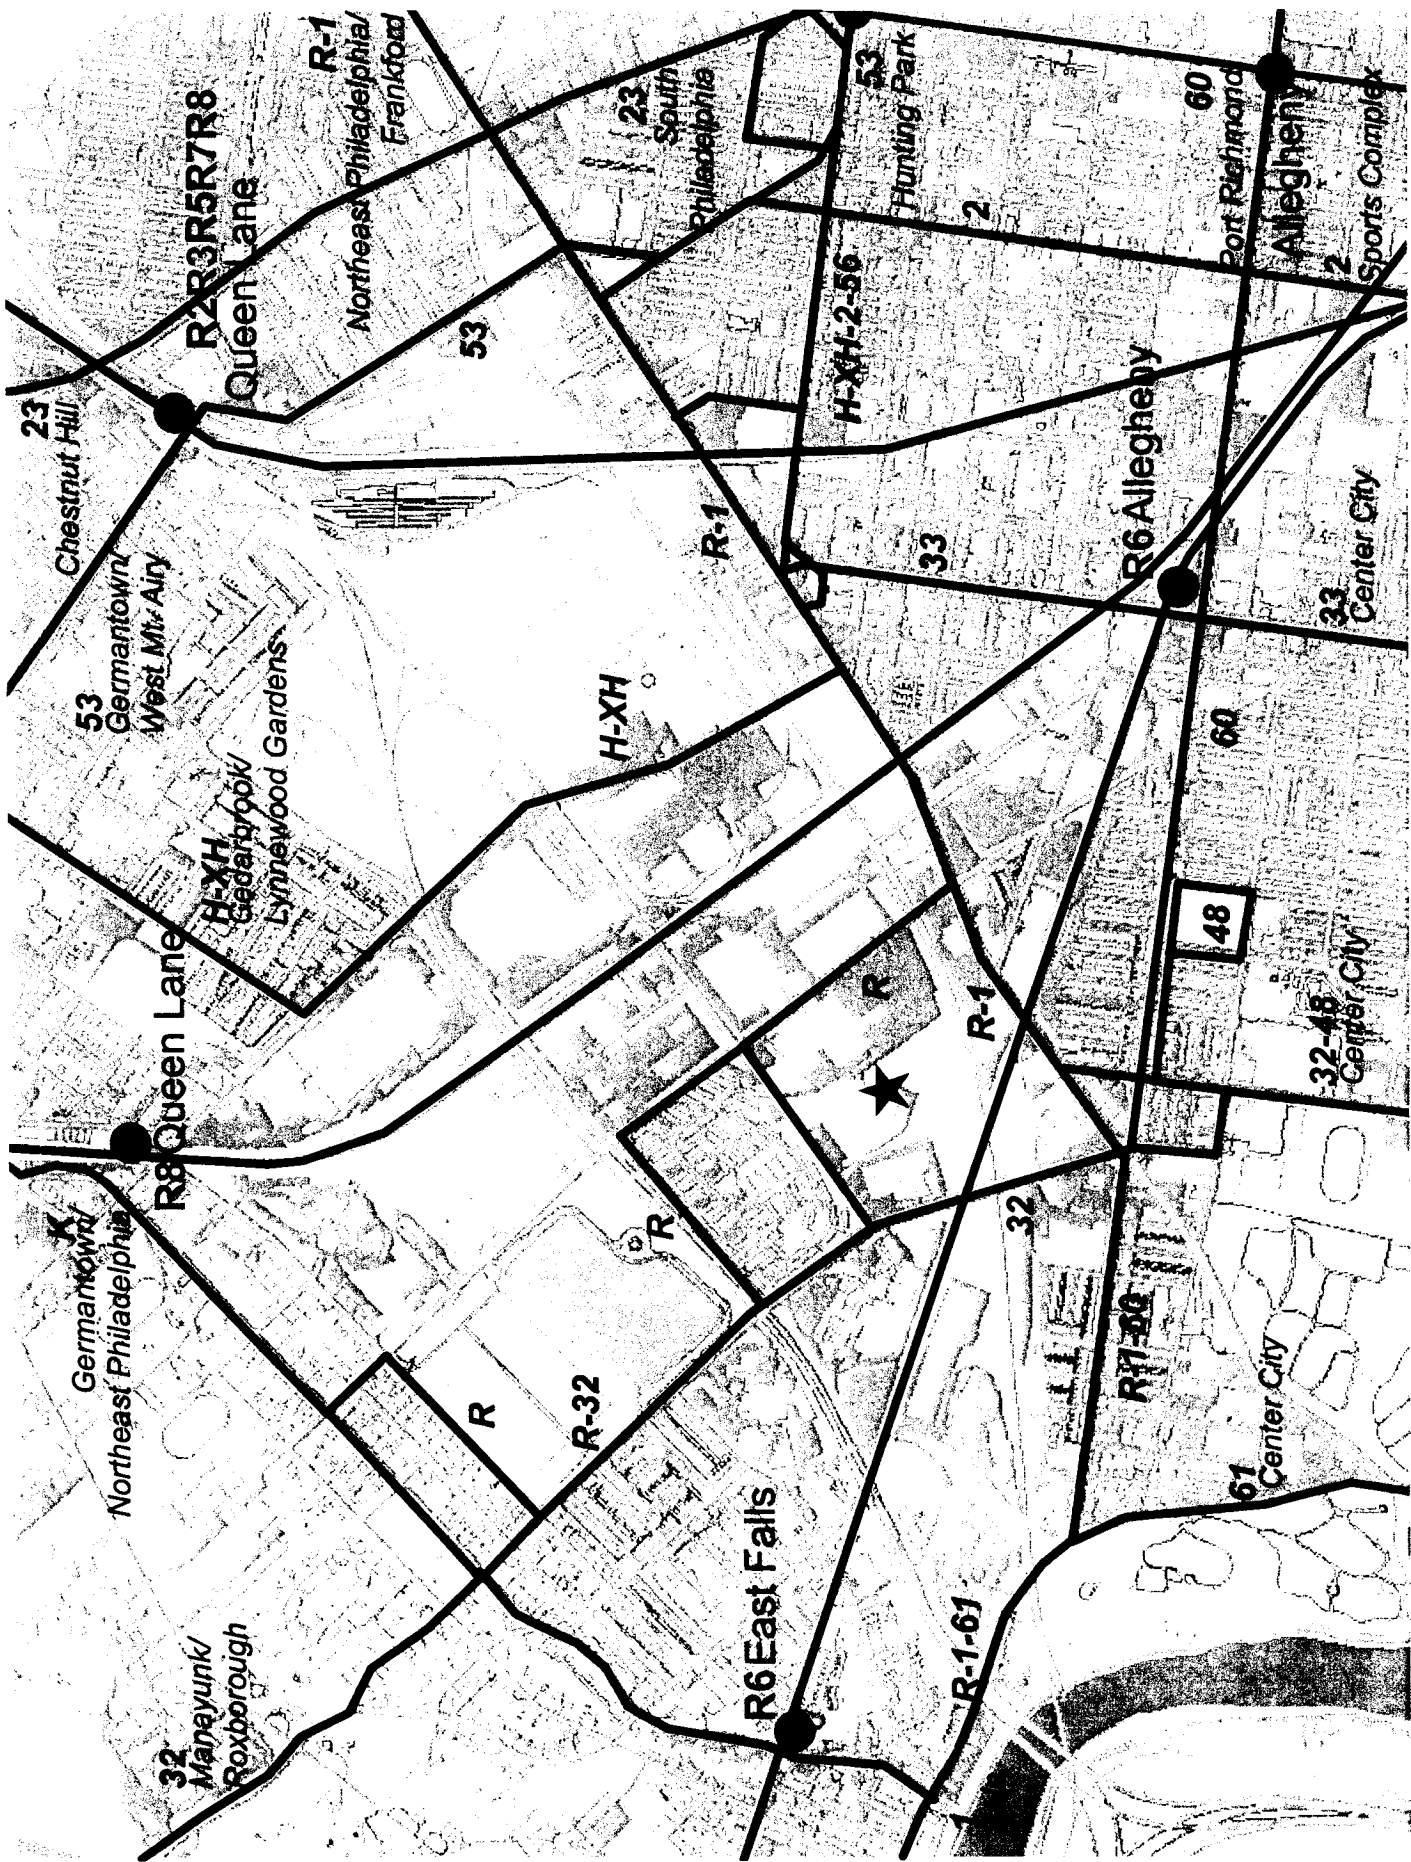 23
Chestnut Hill
K
Germantown/
Northeast Philadelphia
53
Germantown/
West Mt. Airy
32
Manayunk/
Roxborough
R8 Queen Lane
H-XH
Cedarbrook/
Lynnewood Gardens
R2R3R5R7R8
Queen Lane
R-1
Northeast Philadelphia/
Frankford
53
R
R-32
H-XH
23
South
Philadelphia
R
R-1
R6 East Falls
H-XH-2-56
53
Hunting Park
R
33
R-1
R-1-61
1
2
32
R6 Allegheny
60
60
Port Richmond
Allegheny
48
61
Center City
32-48
Center City
33
Center City
2
Sports Complex